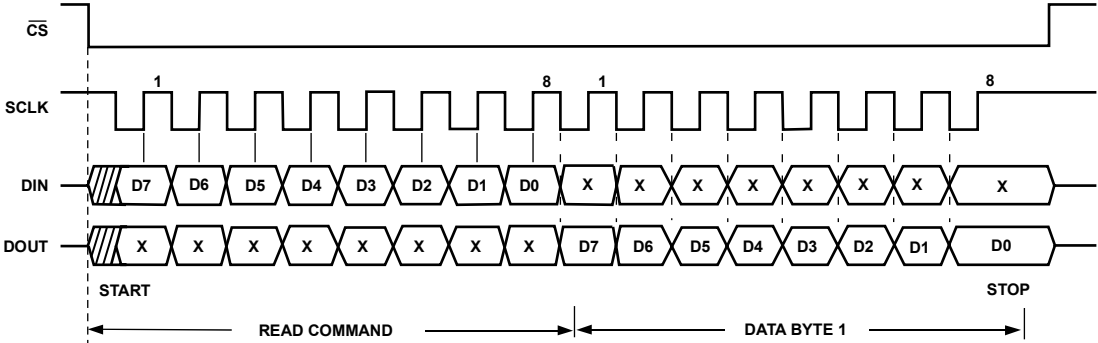 CS
1 8 1 8
SCLK
DIN D7 D6 D5 D4 D3 D2 D1 D0 X X X X X X X X
DOUT X X X X X X X X D7 D6 D5 D4 D3 D2 D1 D0
START STOP
READ COMMAND DATA BYTE 1